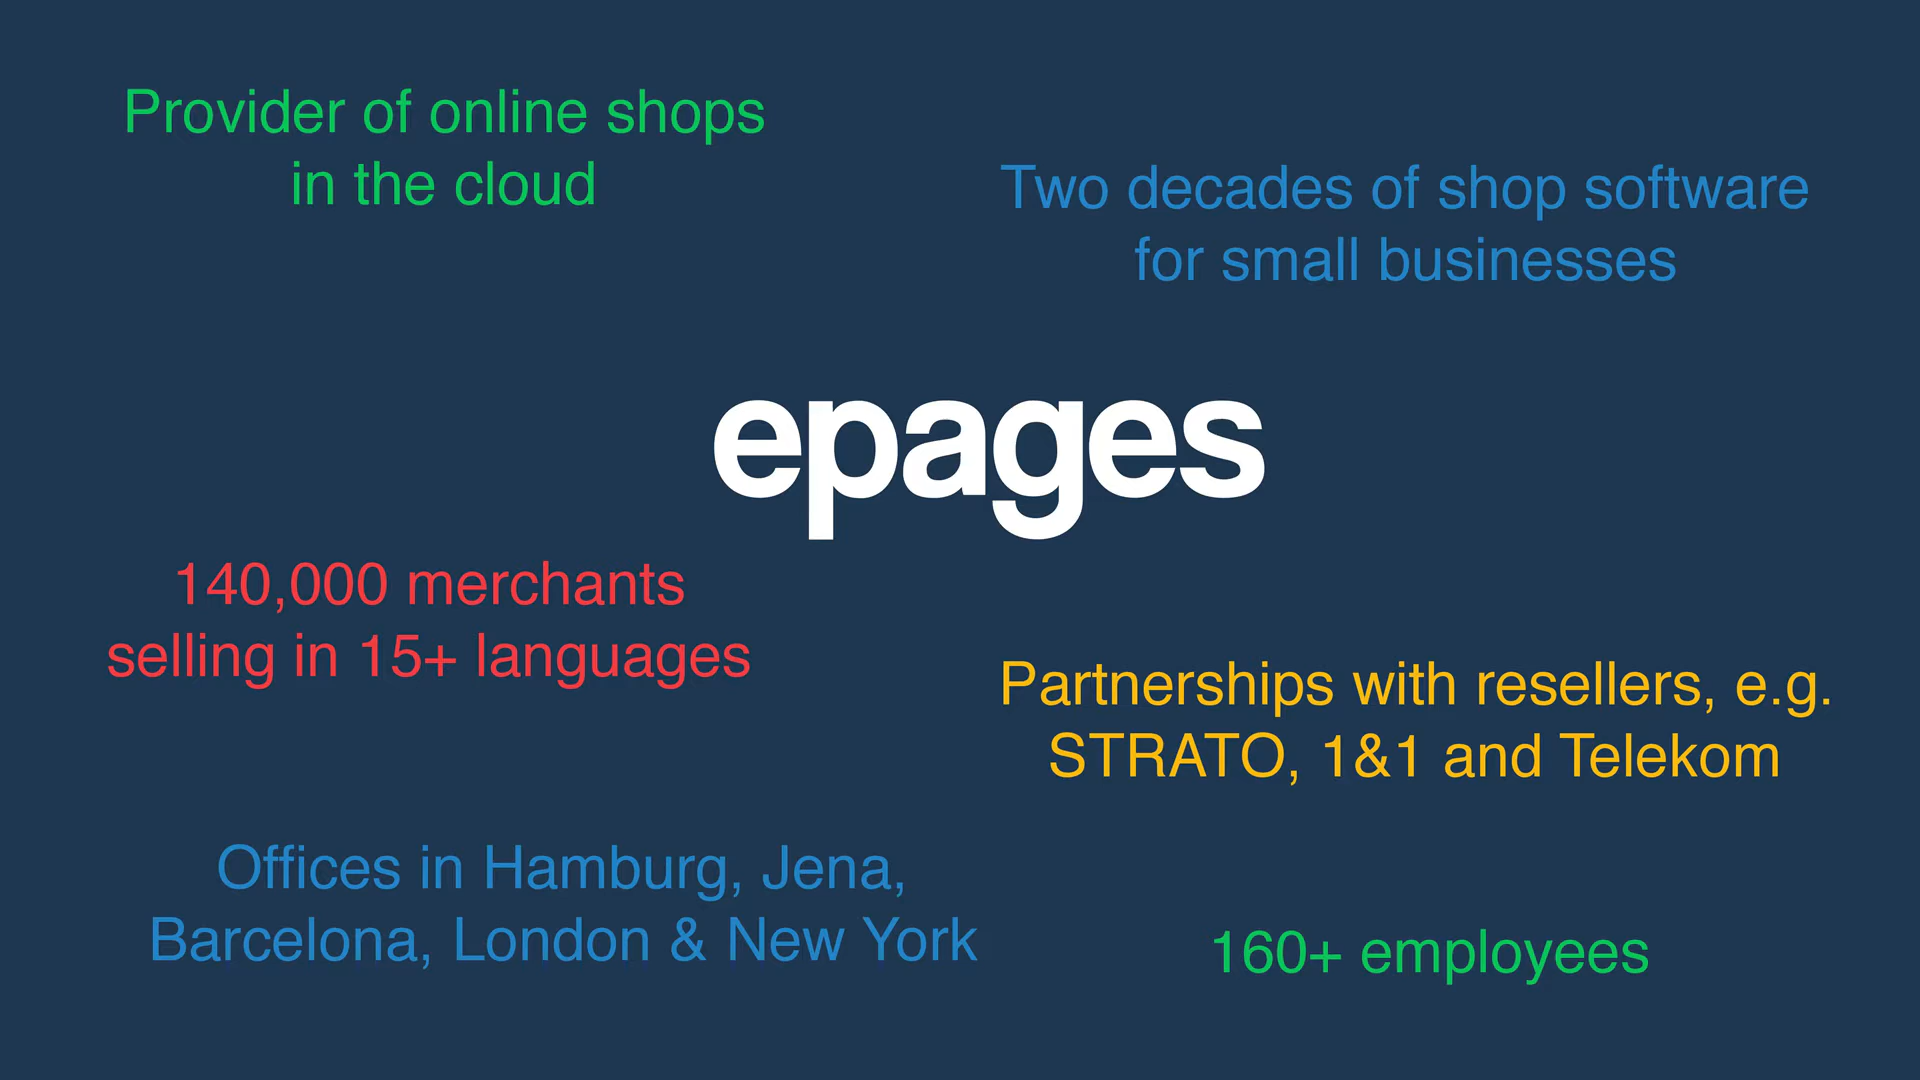 Provider of online shops
in the cloud
Two decades of shop software
for small businesses
epages
140,000 merchants
selling in 15+ languages
Partnerships with resellers, e.g.
STRATO, 1&1 and Telekom
Offices in Hamburg, Jena,
Barcelona, London & New York
160+ employees